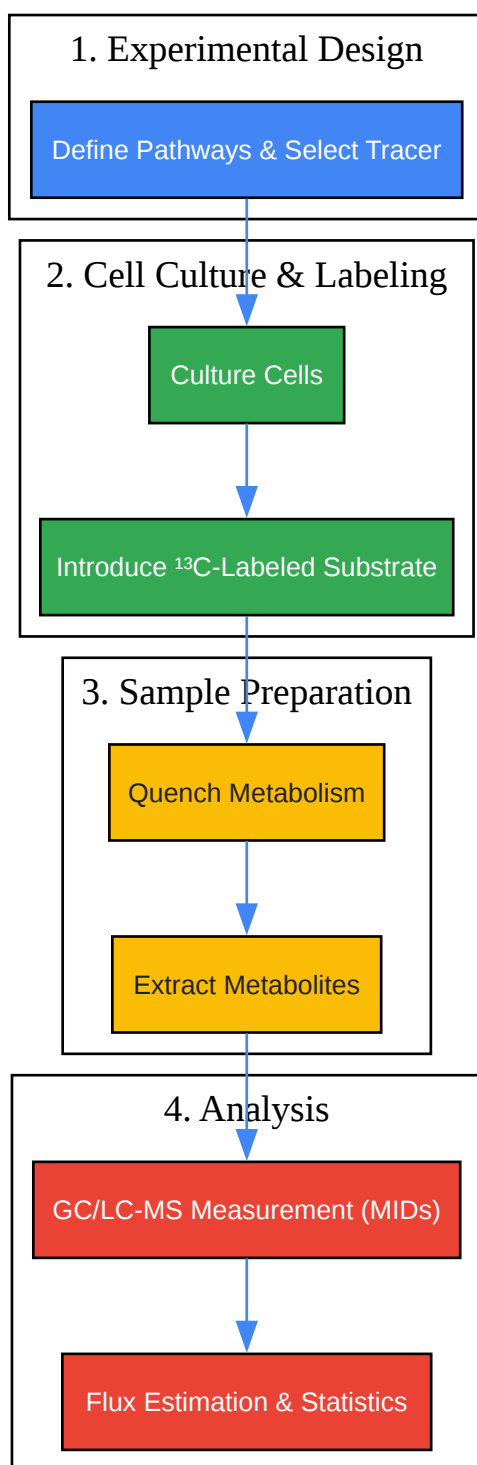 1. Experimental Design
Define Pathways & Select Tracer
2. Cell Culture & Labeling
Culture Cells
Introduce ¹³C-Labeled Substrate
3. Sample Preparation
Quench Metabolism
Extract Metabolites
4. Analysis
GC/LC-MS Measurement (MIDs)
Flux Estimation & Statistics